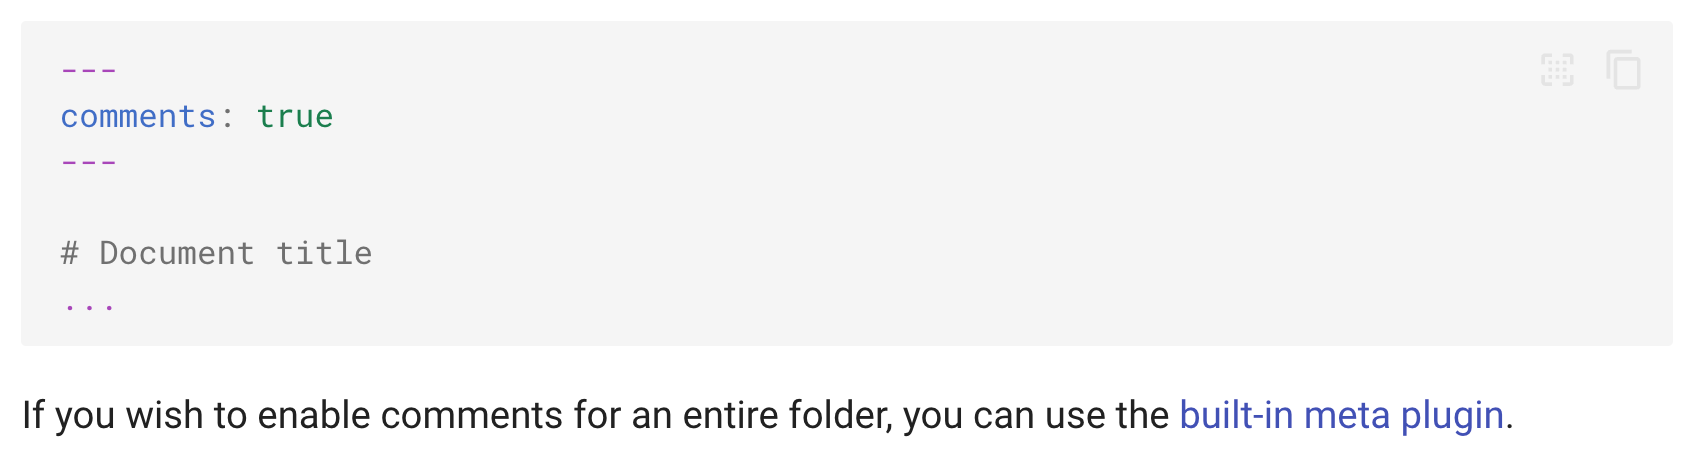 ---
comments: true
---
# Document title
...
If you wish to enable comments for an entire folder, you can use the built-in meta plugin.